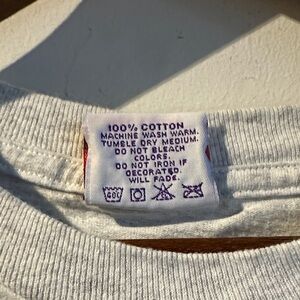 100% COTTON
MACHINE WASH WARM.
TUMBLE DRY MEDIUM.
DO NOT BLEACH
COLORS.
DO NOT IRON IF
DECORATED.
WILL FADE.